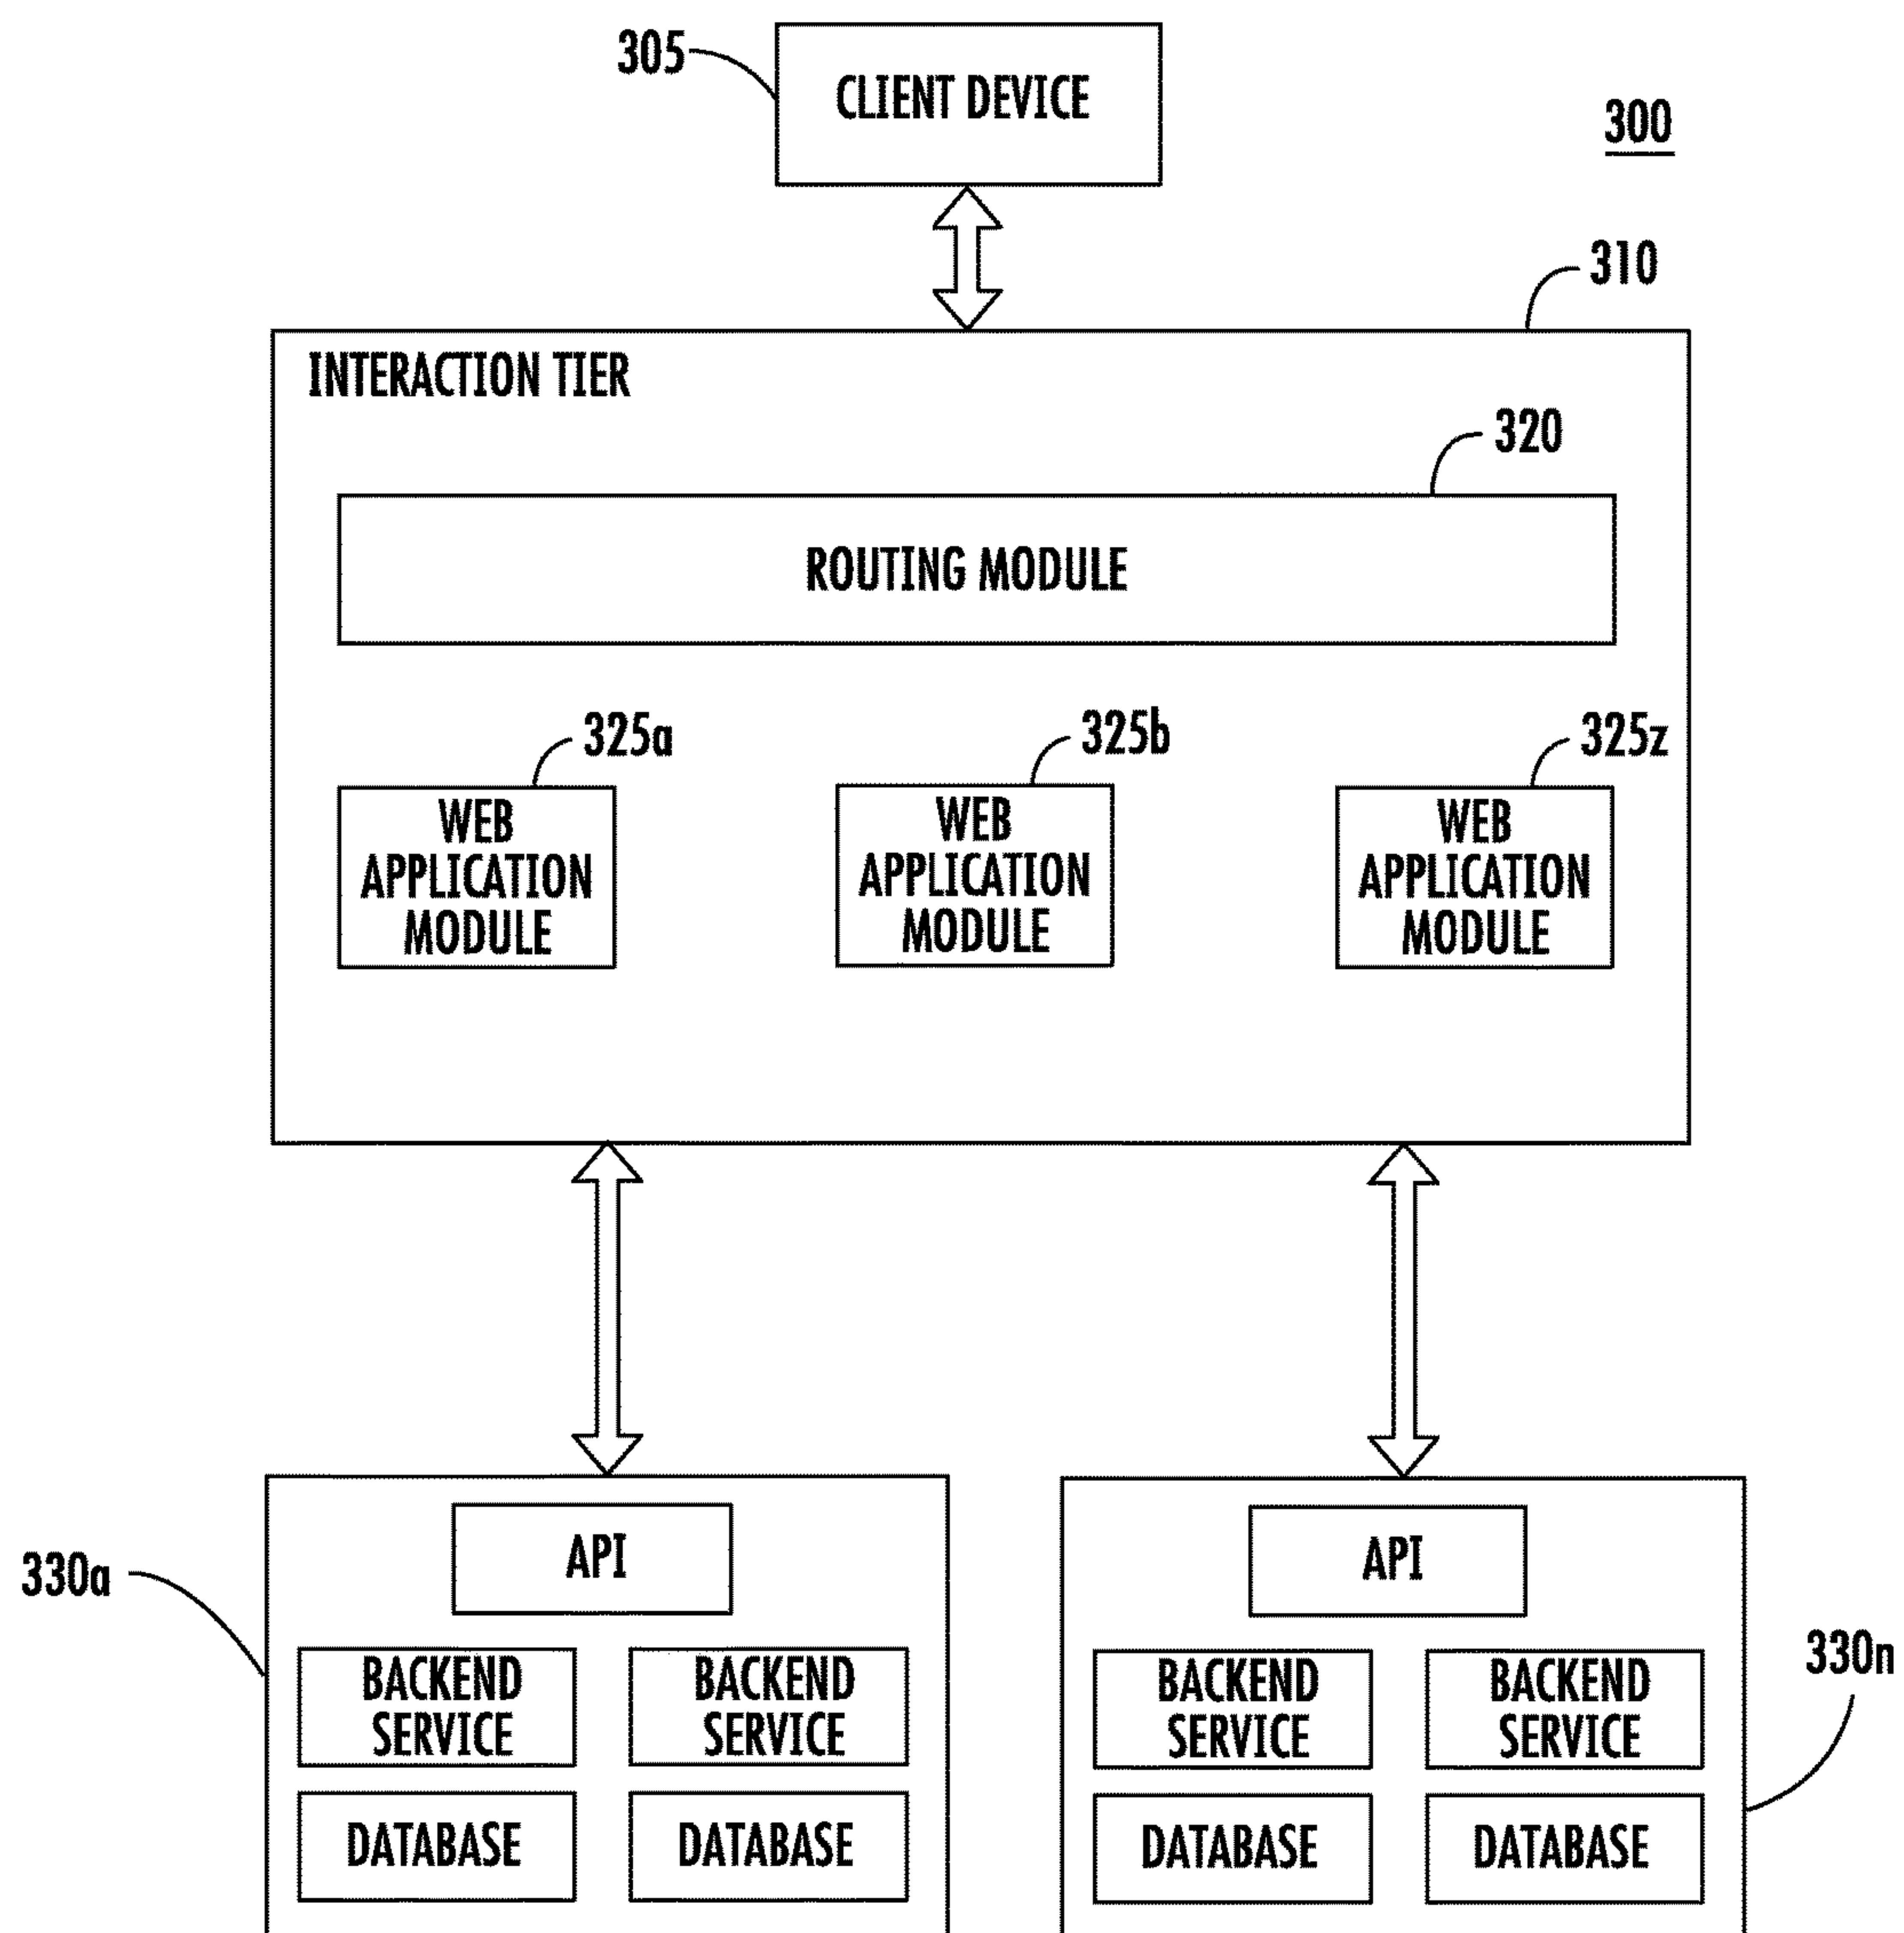 305
CLIENT DEVICE
300
310
INTERACTION TIER
320
ROUTING MODULE
325a
325b
325z
WEB
APPLICATION
MODULE
WEB
APPLICATION
MODULE
WEB
APPLICATION
MODULE
330a
API
BACKEND
SERVICE
BACKEND
SERVICE
DATABASE
DATABASE
API
330n
BACKEND
SERVICE
BACKEND
SERVICE
DATABASE
DATABASE